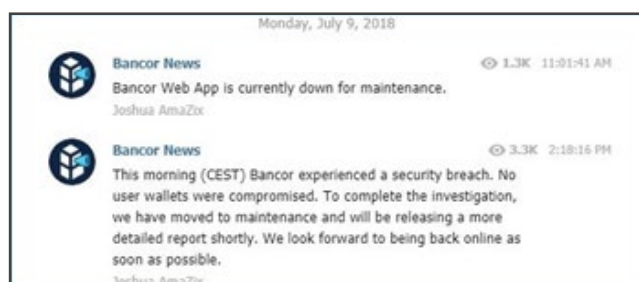 Monday, July 9, 2018
Bancor News 1.3K 11:01:41 AM
Bancor Web App is currently down for maintenance.
Joshua AmaZix
Bancor News 3.3K 2:18:16 PM
This morning (CEST) Bancor experienced a security breach. No
user wallets were compromised. To complete the investigation,
we have moved to maintenance and will be releasing a more
detailed report shortly. We look forward to being back online as
soon as possible.
Joshua AmaZix